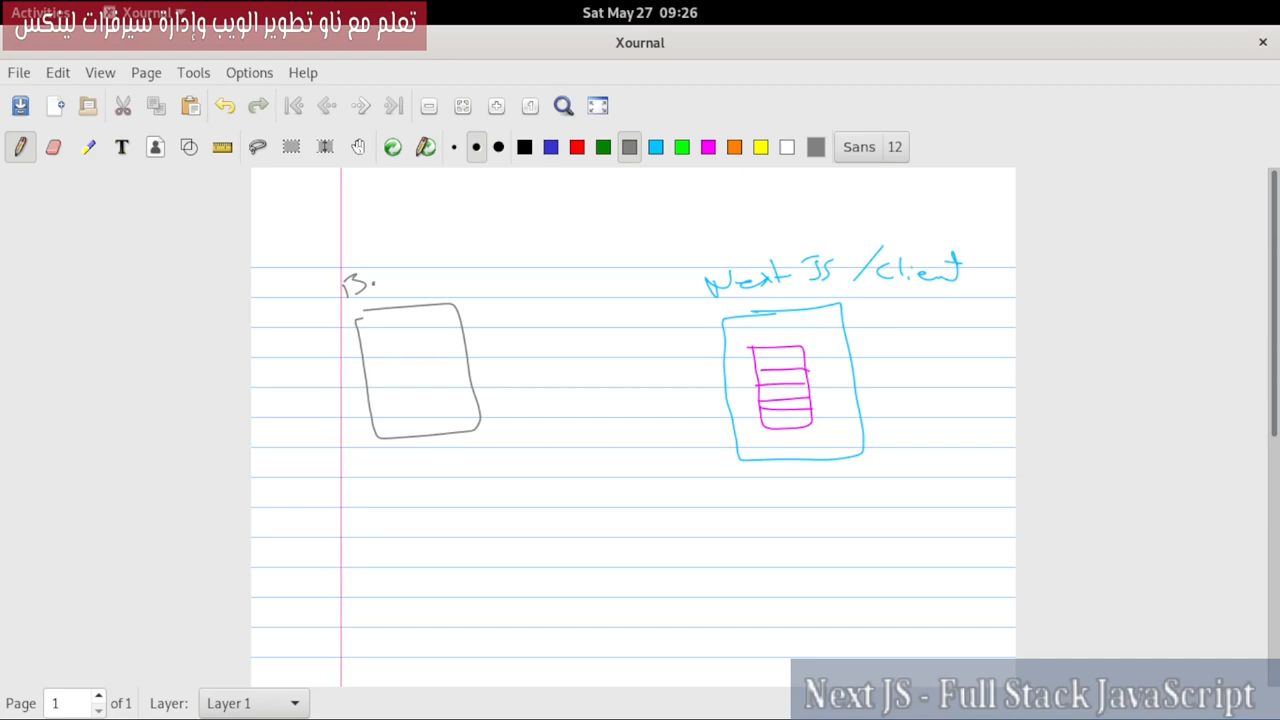 Activities Xournal Sat May 27 09:26
تعلم مع ناو تطوير الويب وإدارة سيرفرات لينكس
Xournal
File Edit View Page Tools Options Help
Sans 12
B.
Next JS / Client
Page 1 of 1 Layer: Layer 1
Next JS - Full Stack JavaScript